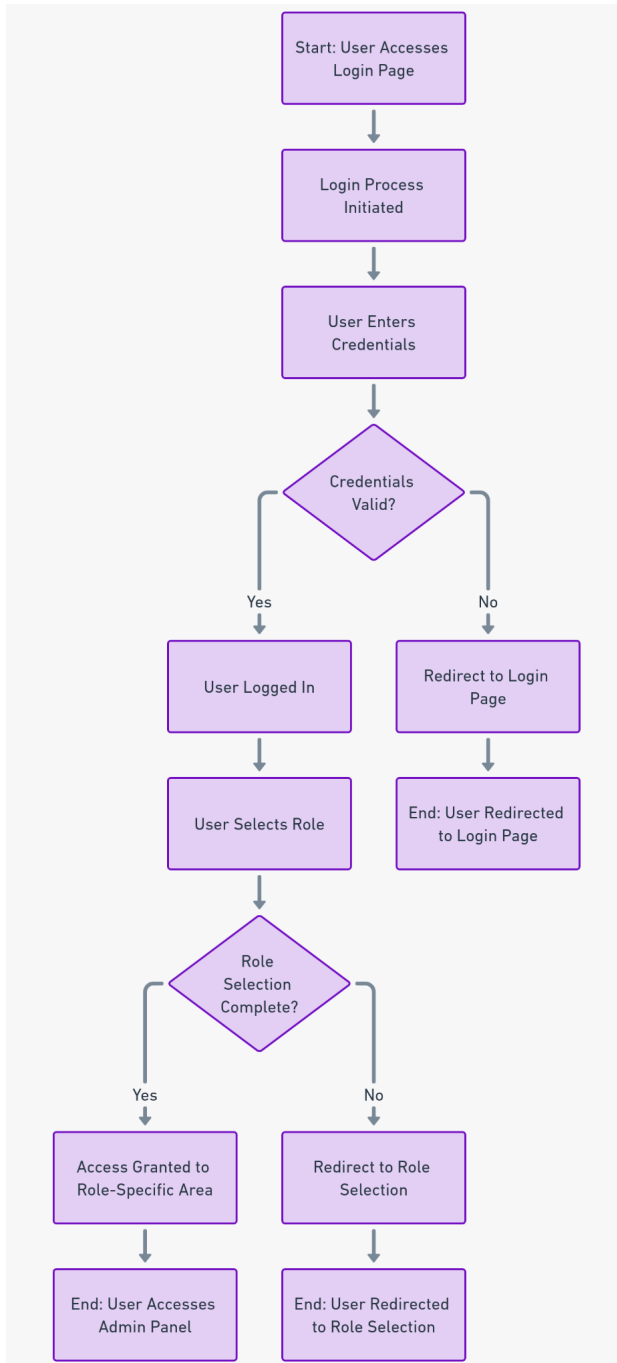 Start: User Accesses
Login Page
Login Process
Initiated
User Enters
Credentials
Credentials
Valid?
Yes
No
User Logged In
Redirect to Login
Page
User Selects Role
End: User Redirected
to Login Page
Role
Selection
Complete?
Yes
No
Access Granted to
Role-Specific Area
Redirect to Role
Selection
End: User Accesses
Admin Panel
End: User Redirected
to Role Selection